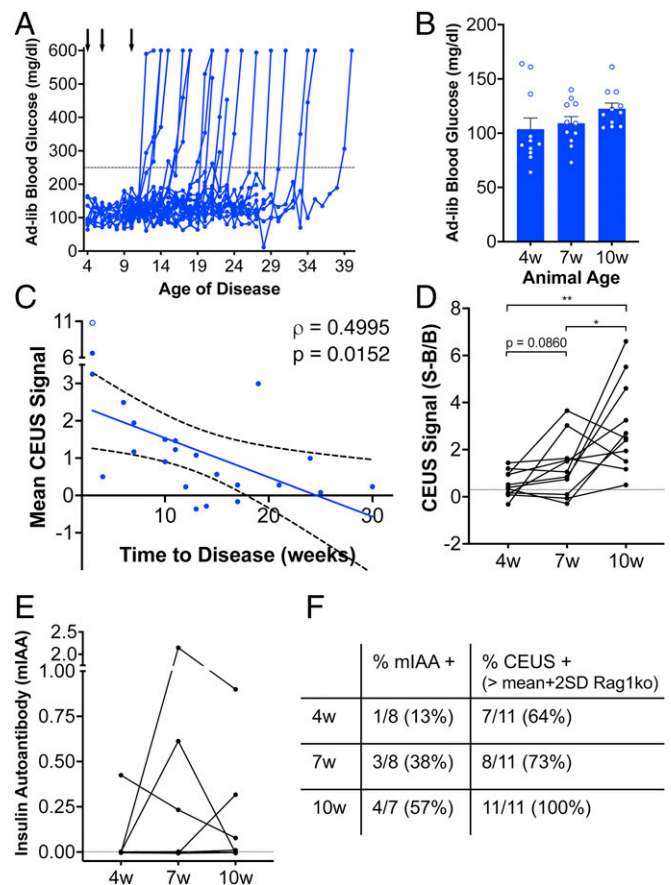 A
Ad-lib Blood Glucose (mg/dl)
600
500
400
300
200
100
0
4 9 14 19 24 29 34 39
Age of Disease
B
Ad-lib Blood Glucose (mg/dl)
200
150
100
50
0
4w 7w 10w
Animal Age
C
Mean CEUS Signal
11
6
3
2
1
0
-1
10 20 30
Time to Disease (weeks)
ρ = 0.4995
p = 0.0152
D
CEUS Signal (S-B/B)
8
6
4
2
0
-2
**
*
p = 0.0860
4w 7w 10w
E
Insulin Autoantibody (mIAA)
2.5
2.0
1.00
0.75
0.50
0.25
0.00
4w 7w 10w
F
% mIAA + % CEUS +
(> mean+2SD Rag1ko)
4w 1/8 (13%) 7/11 (64%)
7w 3/8 (38%) 8/11 (73%)
10w 4/7 (57%) 11/11 (100%)